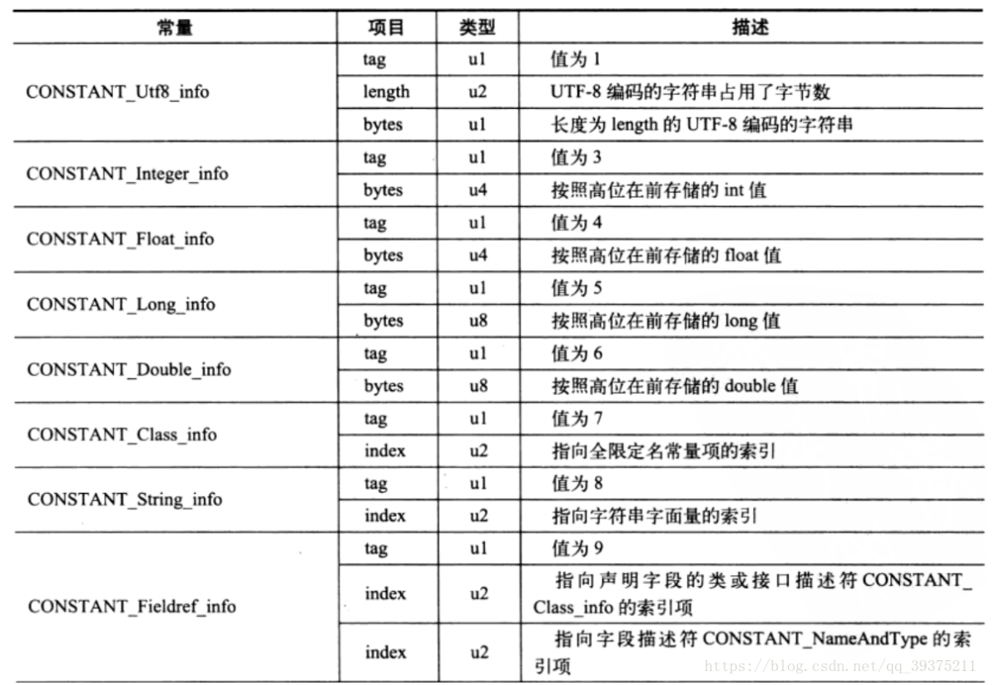 常量 项目 类型 描述
CONSTANT_Utf8_info tag u1 值为 1
length u2 UTF-8 编码的字符串占用了字节数
bytes u1 长度为 length 的 UTF-8 编码的字符串
CONSTANT_Integer_info tag u1 值为 3
bytes u4 按照高位在前存储的 int 值
CONSTANT_Float_info tag u1 值为 4
bytes u4 按照高位在前存储的 float 值
CONSTANT_Long_info tag u1 值为 5
bytes u8 按照高位在前存储的 long 值
CONSTANT_Double_info tag u1 值为 6
bytes u8 按照高位在前存储的 double 值
CONSTANT_Class_info tag u1 值为 7
index u2 指向全限定名常量项的索引
CONSTANT_String_info tag u1 值为 8
index u2 指向字符串字面量的索引
CONSTANT_Fieldref_info tag u1 值为 9
index u2 指向声明字段的类或接口描述符 CONSTANT_
Class_info 的索引项
index u2 指向字段描述符 CONSTANT_NameAndType 的索
引项
https://blog.csdn.net/qq_39375211